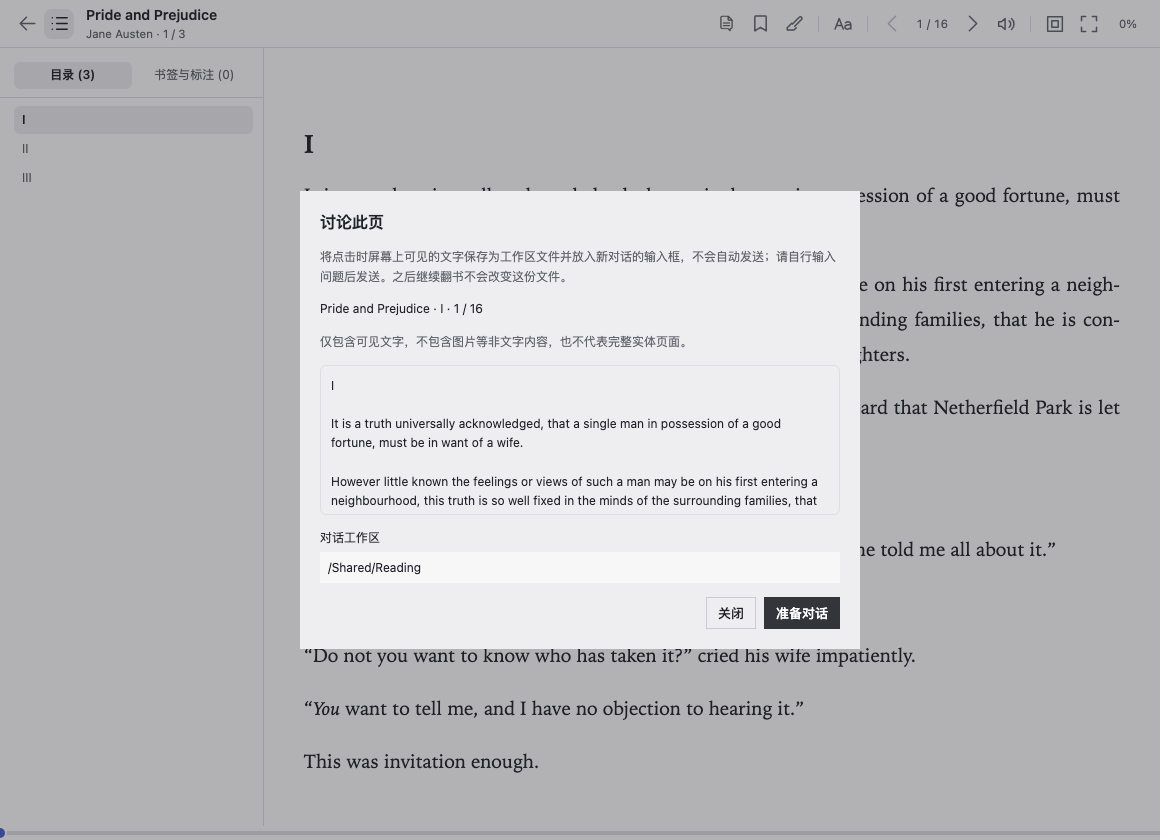 Pride and Prejudice
Jane Austen · 1 / 3
Aa
1 / 16
0%
目录 (3)
书签与标注 (0)
I
II
III
I
ession of a good fortune, must
e on his first entering a neigh-
nding families, that he is con-
ghters.
ard that Netherfield Park is let
he told me all about it.”
讨论此页
将点击时屏幕上可见的文字保存为工作区文件并放入新对话的输入框，不会自动发送；请自行输入
问题后发送。之后继续翻书不会改变这份文件。
Pride and Prejudice · I · 1 / 16
仅包含可见文字，不包含图片等非文字内容，也不代表完整实体页面。
I
It is a truth universally acknowledged, that a single man in possession of a good
fortune, must be in want of a wife.
However little known the feelings or views of such a man may be on his first entering a
neighbourhood, this truth is so well fixed in the minds of the surrounding families, that
对话工作区
/Shared/Reading
关闭
准备对话
“Do not you want to know who has taken it?” cried his wife impatiently.
“You want to tell me, and I have no objection to hearing it.”
This was invitation enough.